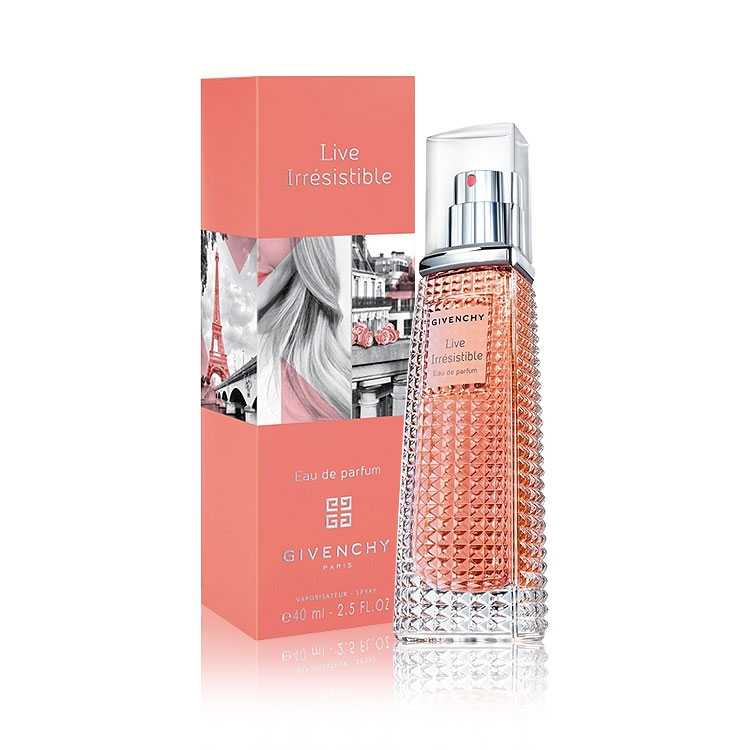 Live
Irrésistible
Eau de parfum
GIVENCHY
PARIS
VAPORISATEUR - SPRAY
e40 ml - 2.5 FL.OZ
GIVENCHY
Live
Irrésistible
Eau de parfum